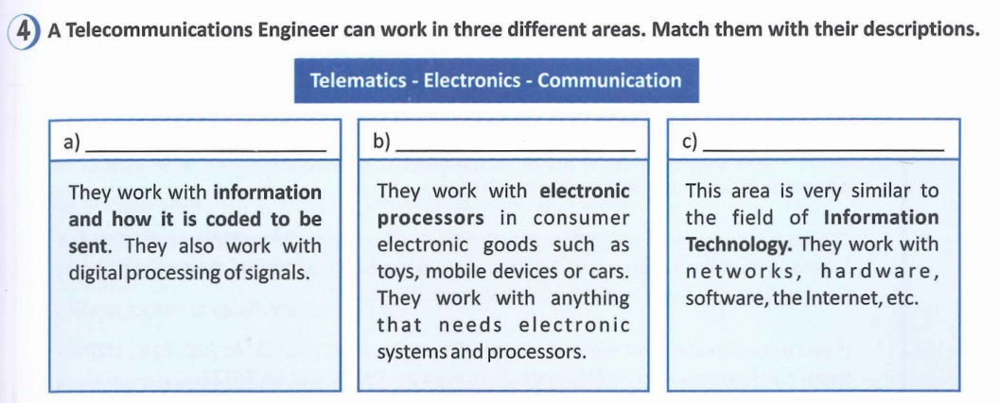 4 A Telecommunications Engineer can work in three different areas. Match them with their descriptions.
Telematics - Electronics - Communication
a) ____________________
They work with information
and how it is coded to be
sent. They also work with
digital processing of signals.
b) ____________________
They work with electronic
processors in consumer
electronic goods such as
toys, mobile devices or cars.
They work with anything
that needs electronic
systems and processors.
c) ____________________
This area is very similar to
the field of Information
Technology. They work with
networks, hardware,
software, the Internet, etc.